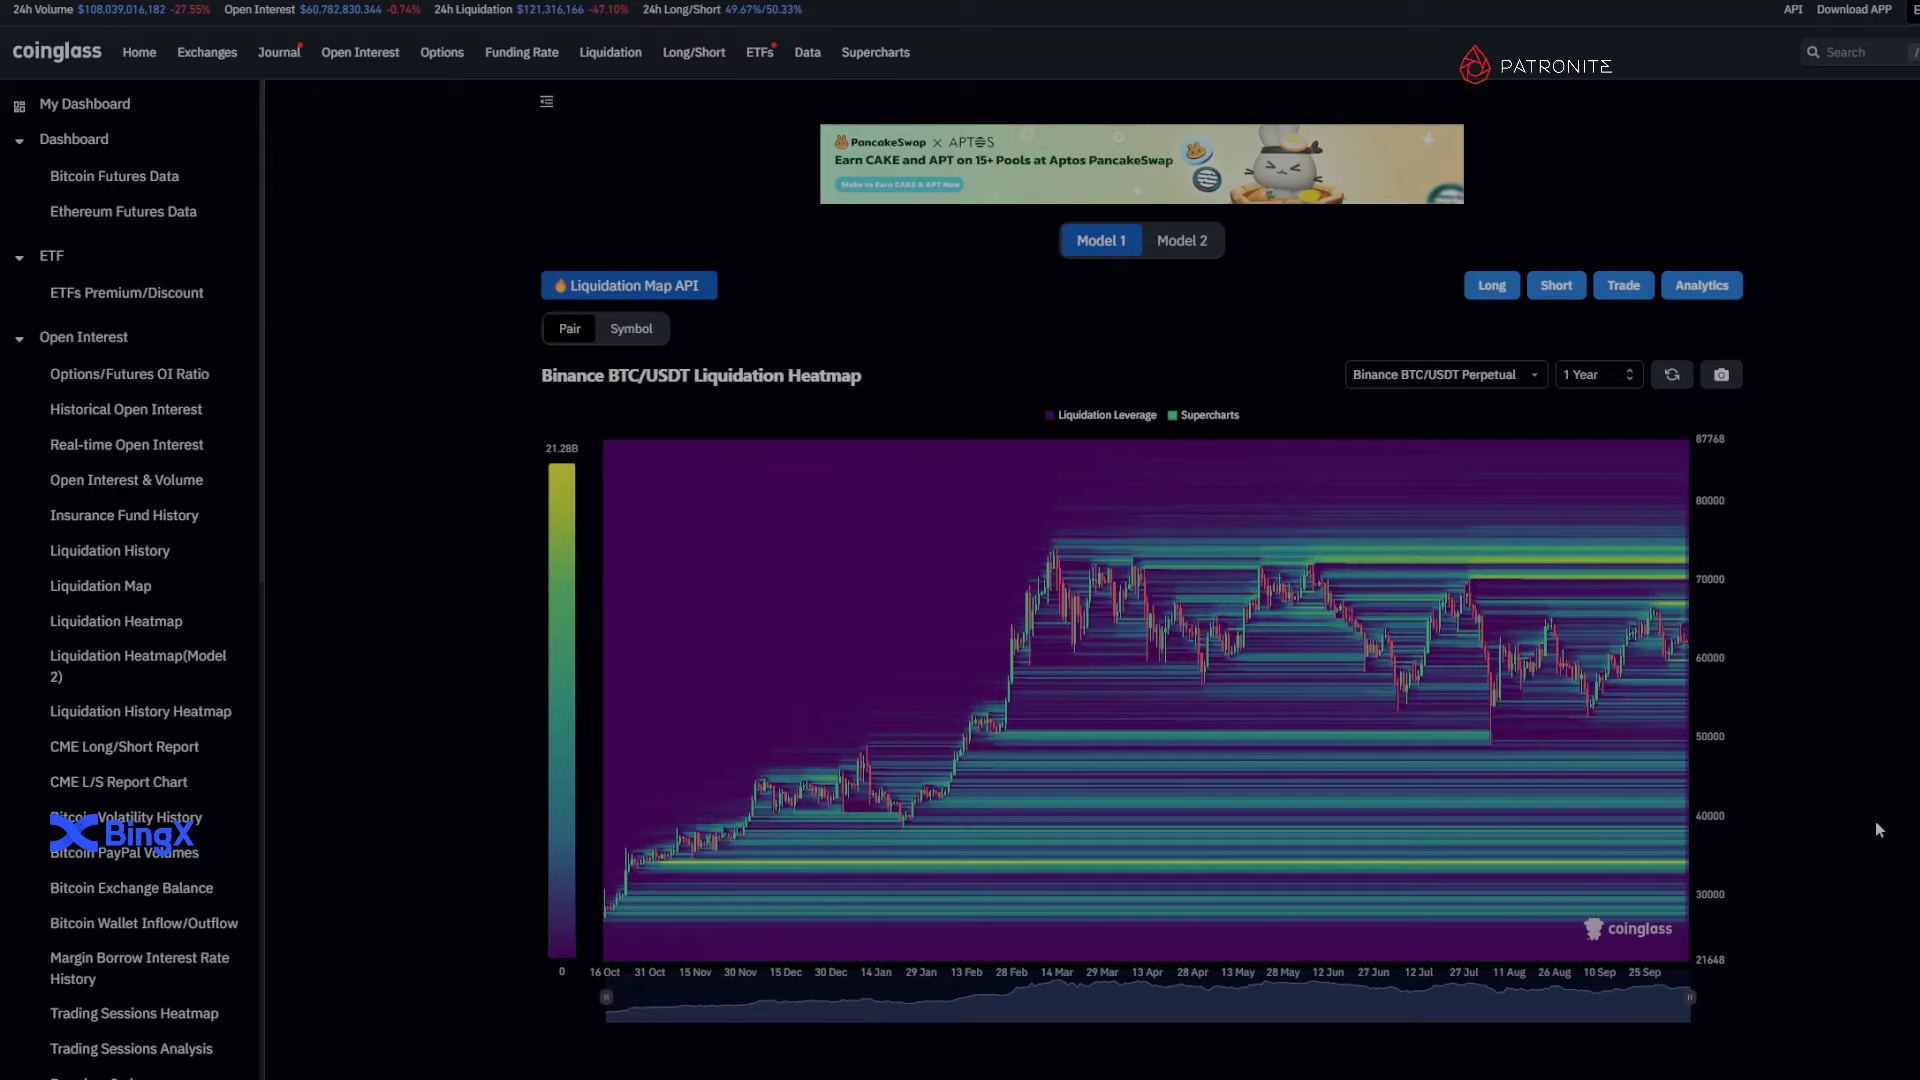 24h Volume $108,039,016,182 -27.55% Open Interest $60,782,830,344 -0.74% 24h Liquidation $121,316,166 -47.10% 24h Long/Short 49.67%/50.33%
API Download APP
coinglass Home Exchanges Journal Open Interest Options Funding Rate Liquidation Long/Short ETFs Data Supercharts
PATRONITE
Search /
My Dashboard
Dashboard
Bitcoin Futures Data
Ethereum Futures Data
ETF
ETFs Premium/Discount
Open Interest
Options/Futures OI Ratio
Historical Open Interest
Real-time Open Interest
Open Interest & Volume
Insurance Fund History
Liquidation History
Liquidation Map
Liquidation Heatmap
Liquidation Heatmap(Model
2)
Liquidation History Heatmap
CME Long/Short Report
CME L/S Report Chart
Bitcoin Volatility History
BingX
Bitcoin PayPal Volumes
Bitcoin Exchange Balance
Bitcoin Wallet Inflow/Outflow
Margin Borrow Interest Rate
History
Trading Sessions Heatmap
Trading Sessions Analysis
PancakeSwap X APTOS
Earn CAKE and APT on 15+ Pools at Aptos PancakeSwap
Stake to Earn CAKE & APT Now
Model 1 Model 2
Liquidation Map API
Long Short Trade Analytics
Pair Symbol
Binance BTC/USDT Liquidation Heatmap
Binance BTC/USDT Perpetual 1 Year
Liquidation Leverage Supercharts
21.28B
0
87768
80000
70000
60000
50000
40000
30000
21648
coinglass
16 Oct 31 Oct 15 Nov 30 Nov 15 Dec 30 Dec 14 Jan 29 Jan 13 Feb 28 Feb 14 Mar 29 Mar 13 Apr 28 Apr 13 May 28 May 12 Jun 27 Jun 12 Jul 27 Jul 11 Aug 26 Aug 10 Sep 25 Sep